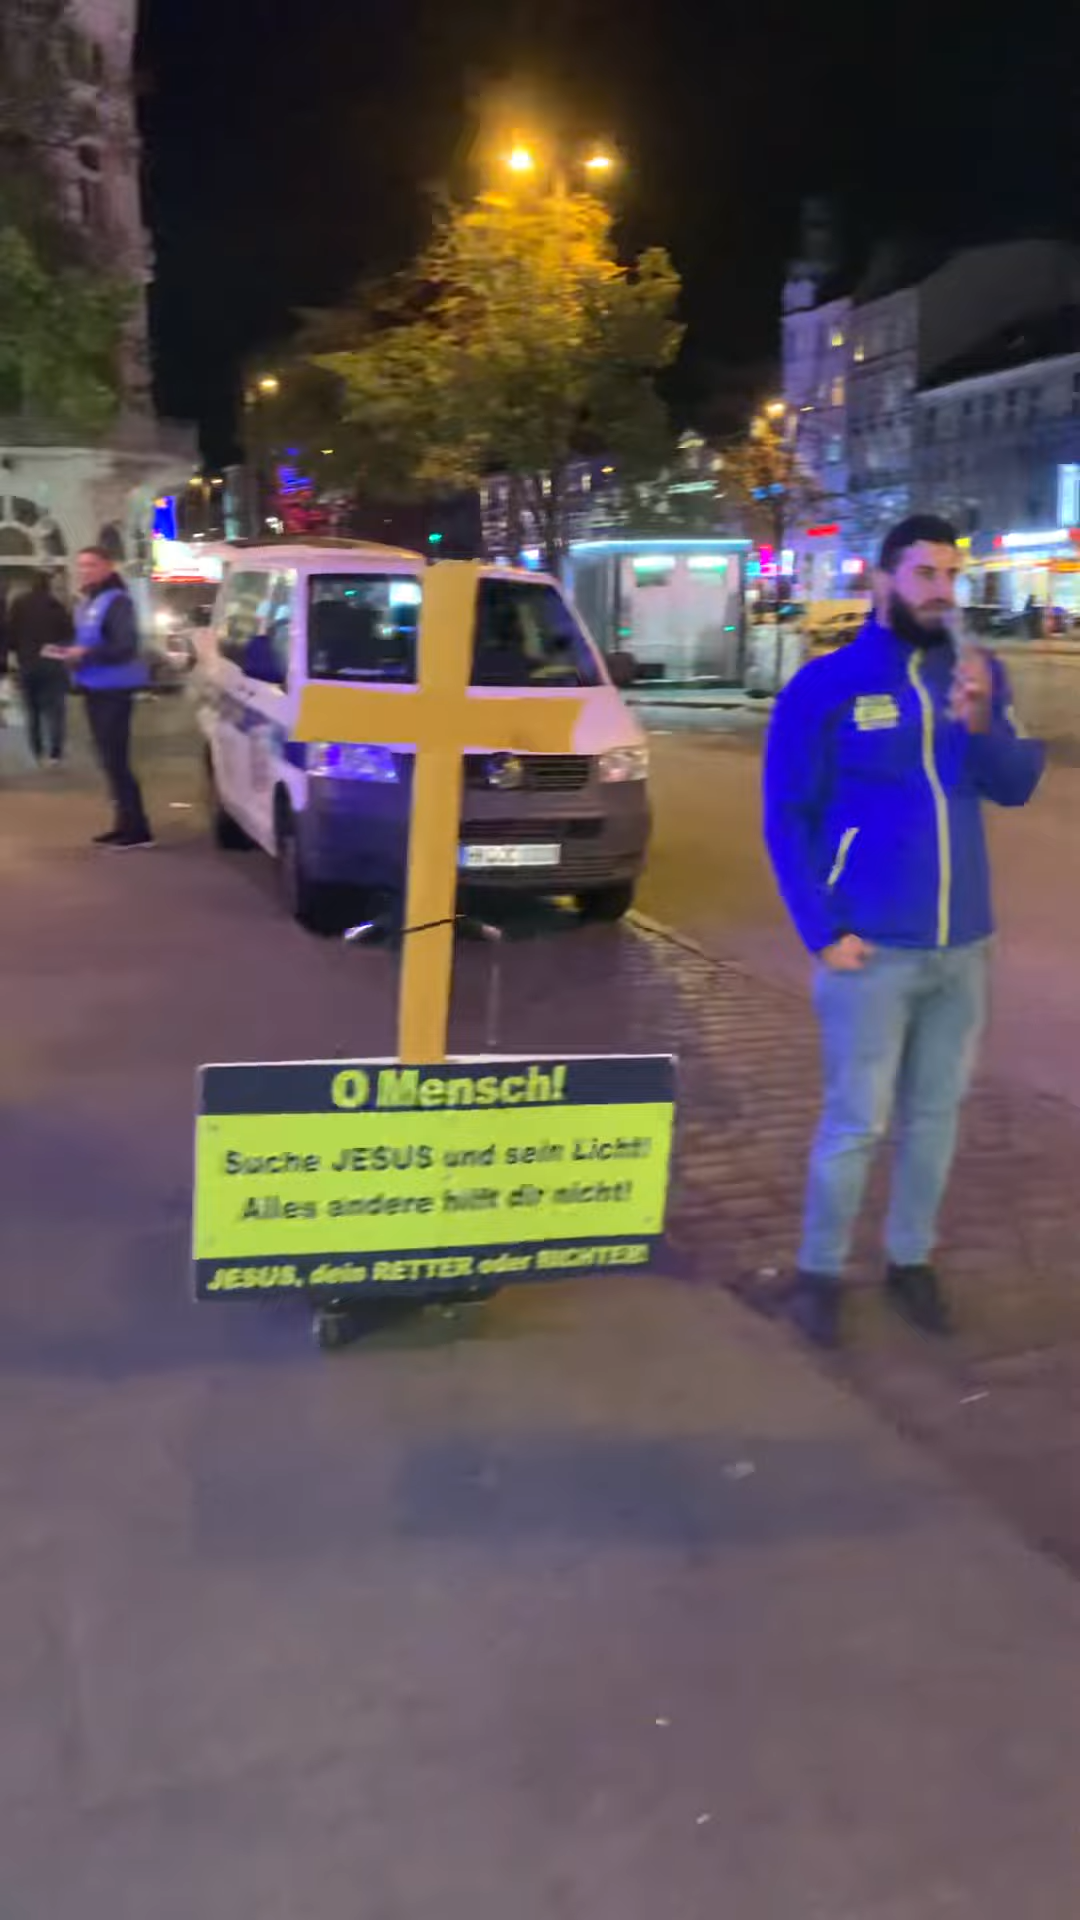 O Mensch!
Suche JESUS und sein Licht!
Alles andere hilft dir nicht!
JESUS, dein RETTER oder RICHTER!